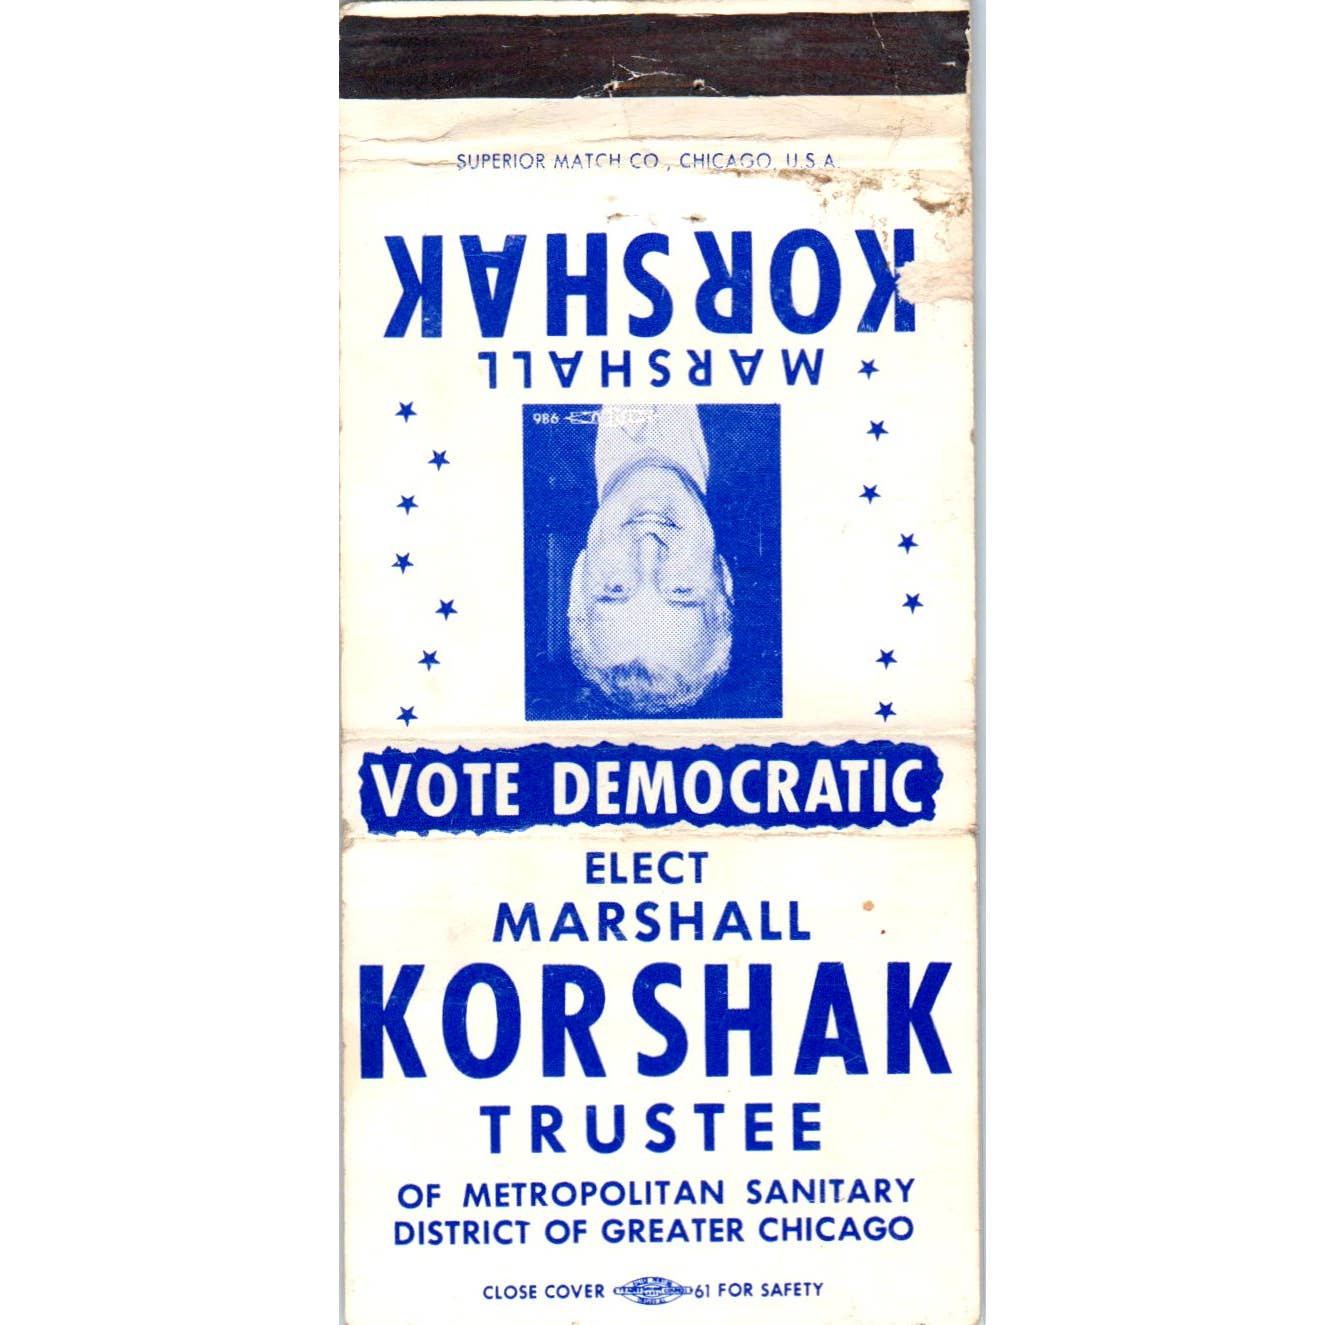 SUPERIOR MATCH CO., CHICAGO, U.S.A.
MARSHALL
KORSHAK
986
VOTE DEMOCRATIC
ELECT
MARSHALL
KORSHAK
TRUSTEE
OF METROPOLITAN SANITARY
DISTRICT OF GREATER CHICAGO
CLOSE COVER 61 FOR SAFETY